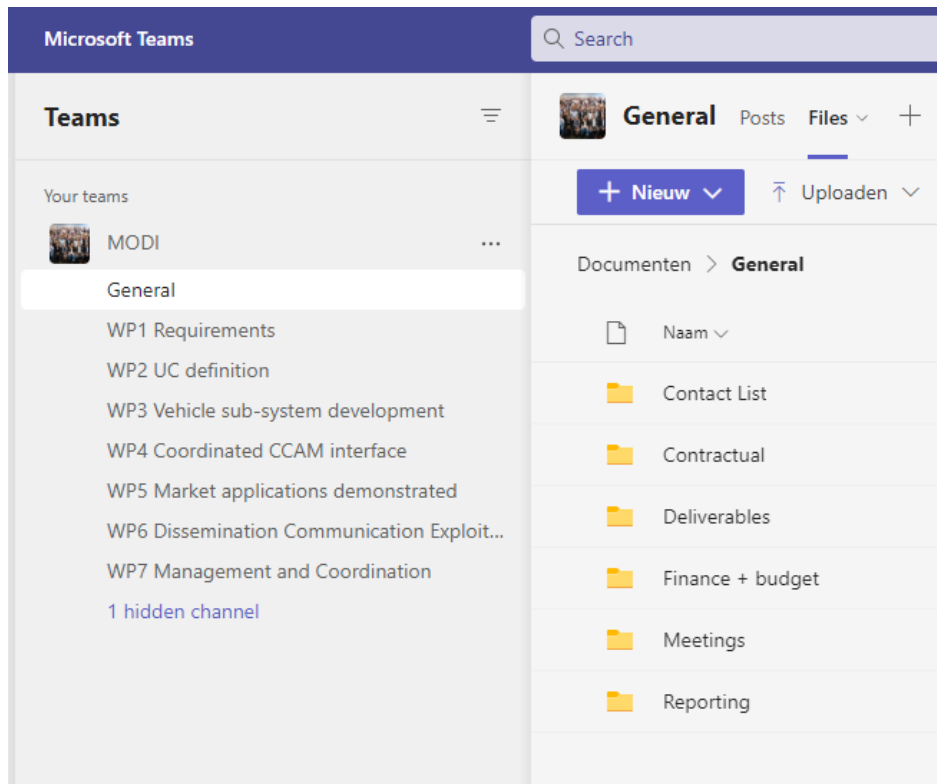 Microsoft Teams
Search
Teams
Your teams
MODI
General
WP1 Requirements
WP2 UC definition
WP3 Vehicle sub-system development
WP4 Coordinated CCAM interface
WP5 Market applications demonstrated
WP6 Dissemination Communication Exploit...
WP7 Management and Coordination
1 hidden channel
General Posts Files
Nieuw Uploaden
Documenten > General
Naam
Contact List
Contractual
Deliverables
Finance + budget
Meetings
Reporting